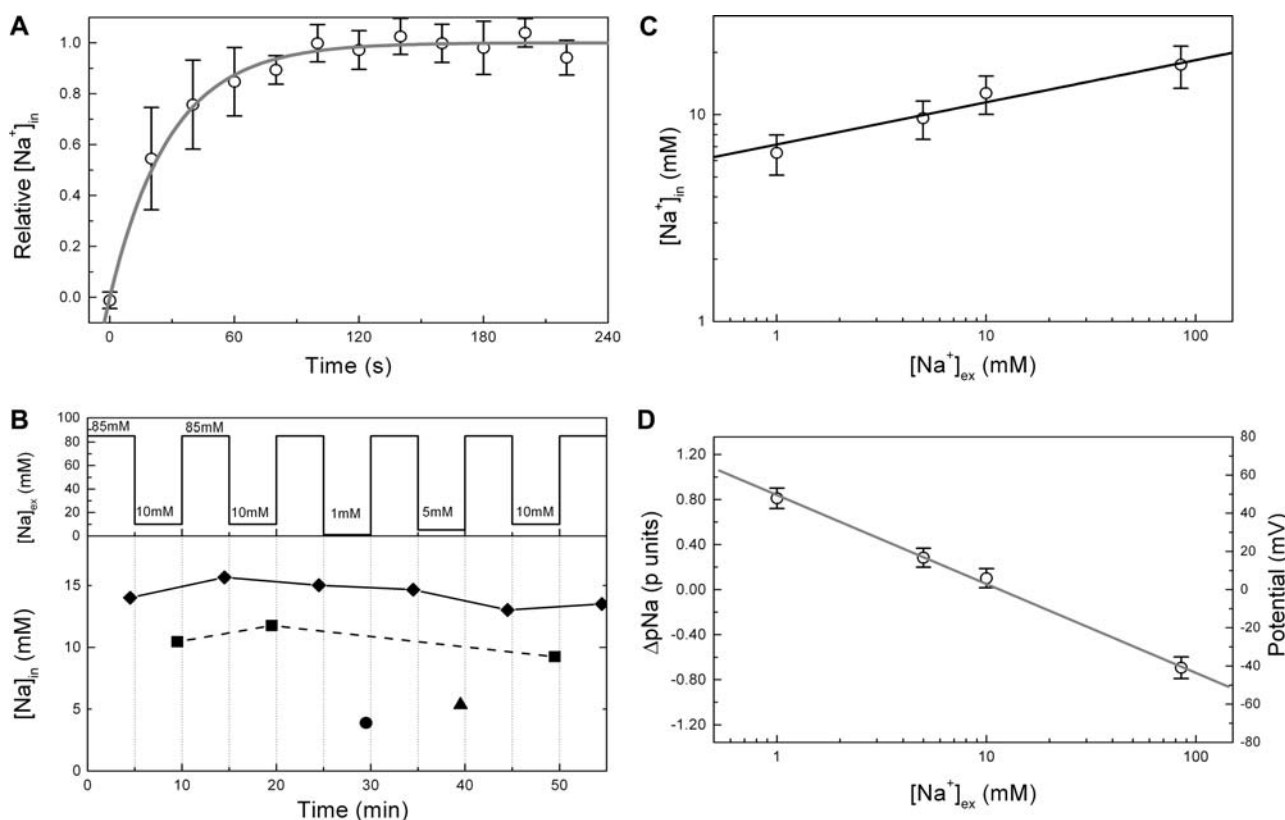 A
Relative [Na+]in
1.0
0.8
0.6
0.4
0.2
0.0
0 60 120 180 240
Time (s)
B
[Na]ex (mM)
100
80
60
40
20
0
85mM 85mM
10mM 10mM 1mM 5mM 10mM
[Na]in (mM)
15
10
5
0
0 10 20 30 40 50
Time (min)
C
[Na+]in (mM)
10
1
1 10 100
[Na+]ex (mM)
D
ΔpNa (p units)
1.20
0.80
0.40
0.00
-0.40
-0.80
-1.20
80
60
40
20
0
-20
-40
-60
-80
Potential (mV)
1 10 100
[Na+]ex (mM)